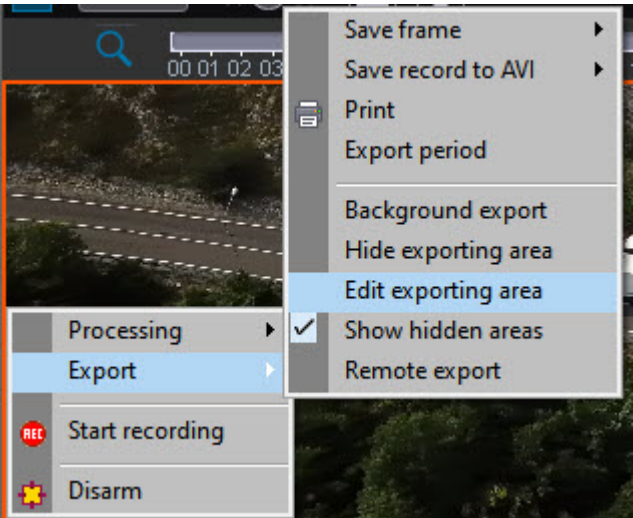 00 01 02 03
Save frame
Save record to AVI
Print
Export period
Background export
Hide exporting area
Edit exporting area
Show hidden areas
Remote export
Processing
Export
REC
Start recording
Disarm